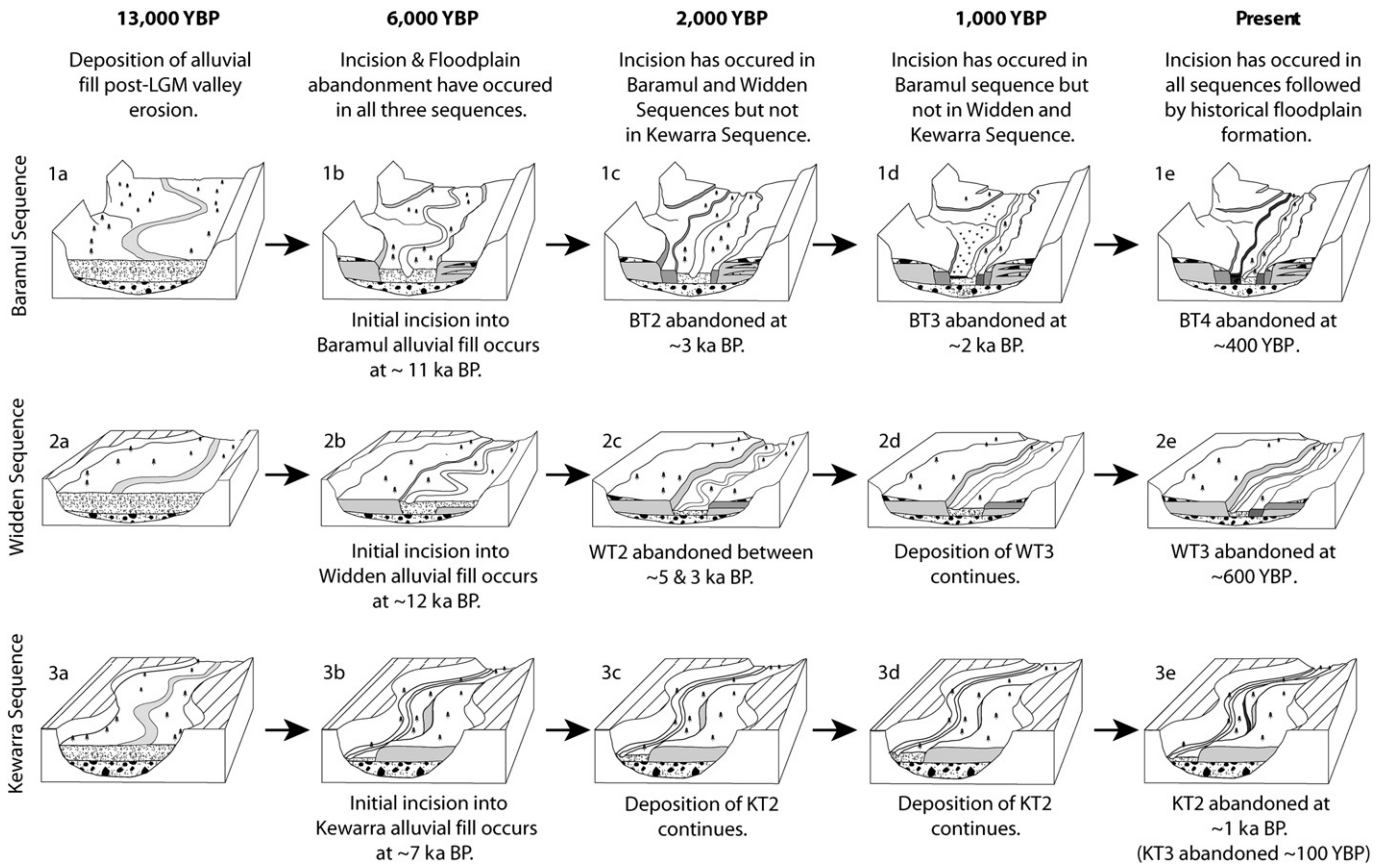 13,000 YBP
6,000 YBP
2,000 YBP
1,000 YBP
Present
Deposition of alluvial
fill post-LGM valley
erosion.
Incision & Floodplain
abandonment have occured
in all three sequences.
Incision has occured in
Baramul and Widden
Sequences but not
in Kewarra Sequence.
Incision has occurred in
Baramul sequence but
not in Widden and
Kewarra Sequence.
Incision has occurred in
all sequences followed
by historical floodplain
formation.
Baramul Sequence
1a
1b
1c
1d
1e
Initial incision into
Baramul alluvial fill occurs
at ~ 11 ka BP.
BT2 abandoned at
~3 ka BP.
BT3 abandoned at
~2 ka BP.
BT4 abandoned at
~400 YBP.
Widden Sequence
2a
2b
2c
2d
2e
Initial incision into
Widden alluvial fill occurs
at ~12 ka BP.
WT2 abandoned between
~5 & 3 ka BP.
Deposition of WT3
continues.
WT3 abandoned at
~600 YBP.
Kewarra Sequence
3a
3b
3c
3d
3e
Initial incision into
Kewarra alluvial fill occurs
at ~7 ka BP.
Deposition of KT2
continues.
Deposition of KT2
continues.
KT2 abandoned at
~1 ka BP.
(KT3 abandoned ~100 YBP)